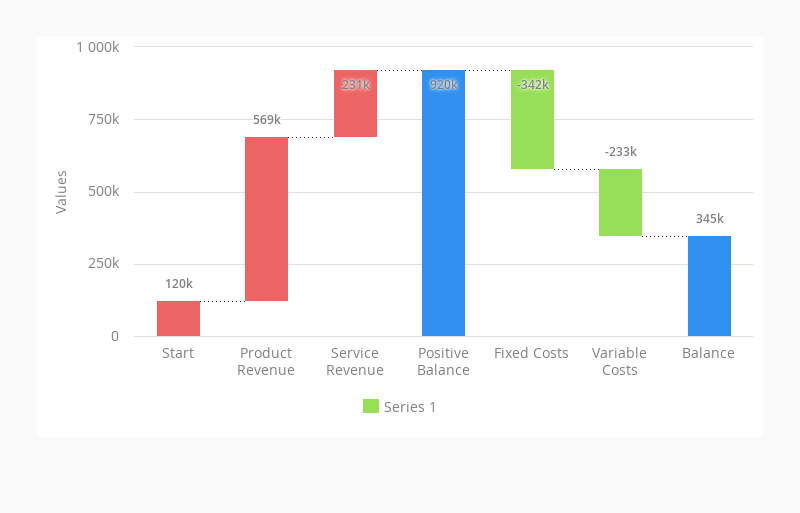 1 000k
750k
500k
250k
0
Values
120k
569k
231k
920k
-342k
-233k
345k
Start
Product
Revenue
Service
Revenue
Positive
Balance
Fixed Costs
Variable
Costs
Balance
Series 1